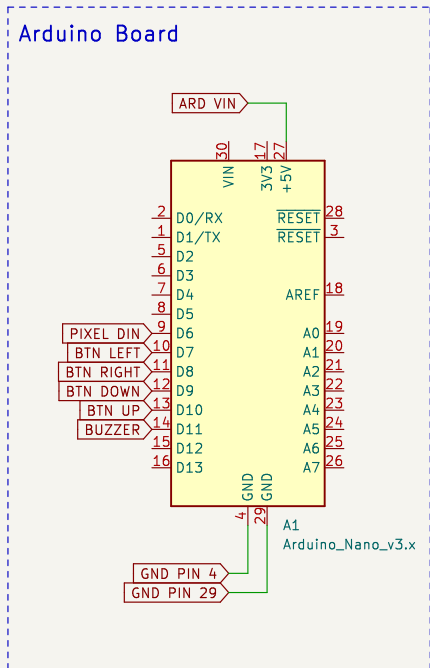 Arduino Board
ARD VIN
30 17 27
VIN 3V3 +5V
2 D0/RX RESET 28
1 D1/TX RESET 3
5 D2
6 D3
7 D4 AREF 18
8 D5
PIXEL DIN 9 D6 A0 19
BTN LEFT 10 D7 A1 20
BTN RIGHT 11 D8 A2 21
BTN DOWN 12 D9 A3 22
BTN UP 13 D10 A4 23
BUZZER 14 D11 A5 24
15 D12 A6 25
16 D13 A7 26
GND GND
4 29
A1
Arduino_Nano_v3.x
GND PIN 4
GND PIN 29